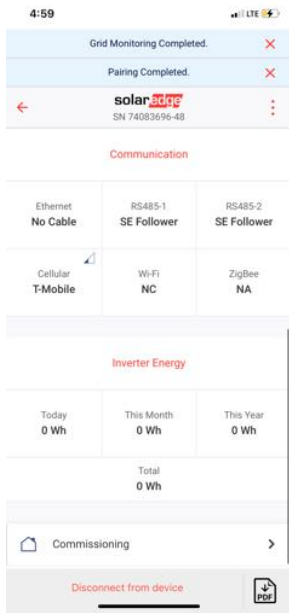 4:59
LTE
Grid Monitoring Completed.
Pairing Completed.
solaredge
SN 74083696-48
Communication
Ethernet RS485-1 RS485-2
No Cable SE Follower SE Follower
Cellular Wi-Fi ZigBee
T-Mobile NC NA
Inverter Energy
Today This Month This Year
0 Wh 0 Wh 0 Wh
Total
0 Wh
Commissioning
Disconnect from device
PDF